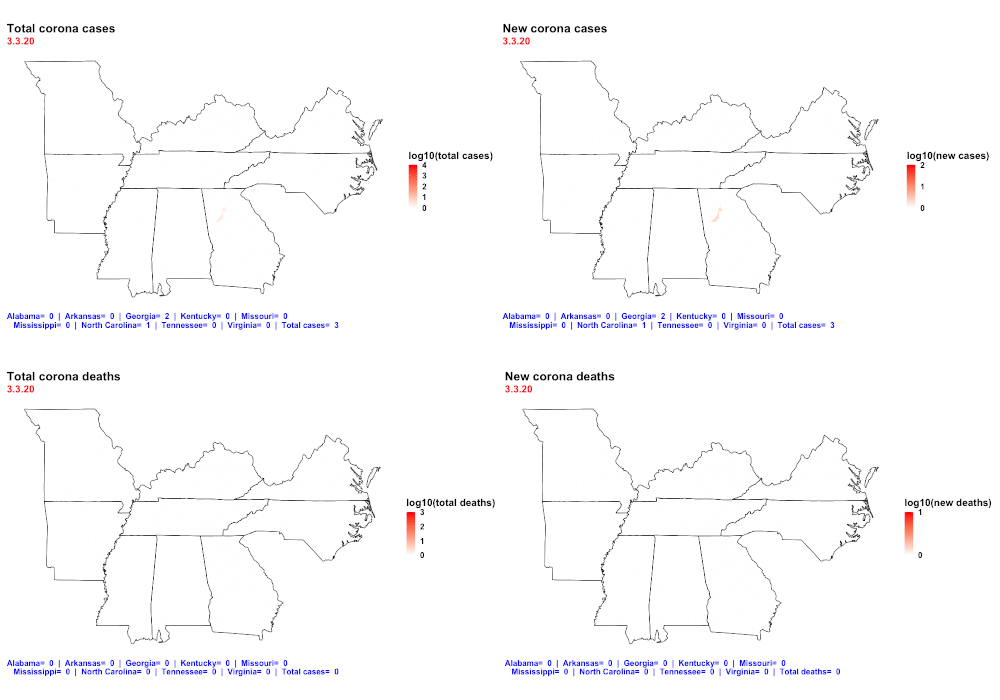 Total corona cases
3.3.20
log10(total cases)
4
3
2
1
0
Alabama= 0 | Arkansas= 0 | Georgia= 2 | Kentucky= 0 | Missouri= 0
Mississippi= 0 | North Carolina= 1 | Tennessee= 0 | Virginia= 0 | Total cases= 3
New corona cases
3.3.20
log10(new cases)
2
1
0
Alabama= 0 | Arkansas= 0 | Georgia= 2 | Kentucky= 0 | Missouri= 0
Mississippi= 0 | North Carolina= 1 | Tennessee= 0 | Virginia= 0 | Total cases= 3
Total corona deaths
3.3.20
log10(total deaths)
3
2
1
0
Alabama= 0 | Arkansas= 0 | Georgia= 0 | Kentucky= 0 | Missouri= 0
Mississippi= 0 | North Carolina= 0 | Tennessee= 0 | Virginia= 0 | Total cases= 0
New corona deaths
3.3.20
log10(new deaths)
1
0
Alabama= 0 | Arkansas= 0 | Georgia= 0 | Kentucky= 0 | Missouri= 0
Mississippi= 0 | North Carolina= 0 | Tennessee= 0 | Virginia= 0 | Total deaths= 0